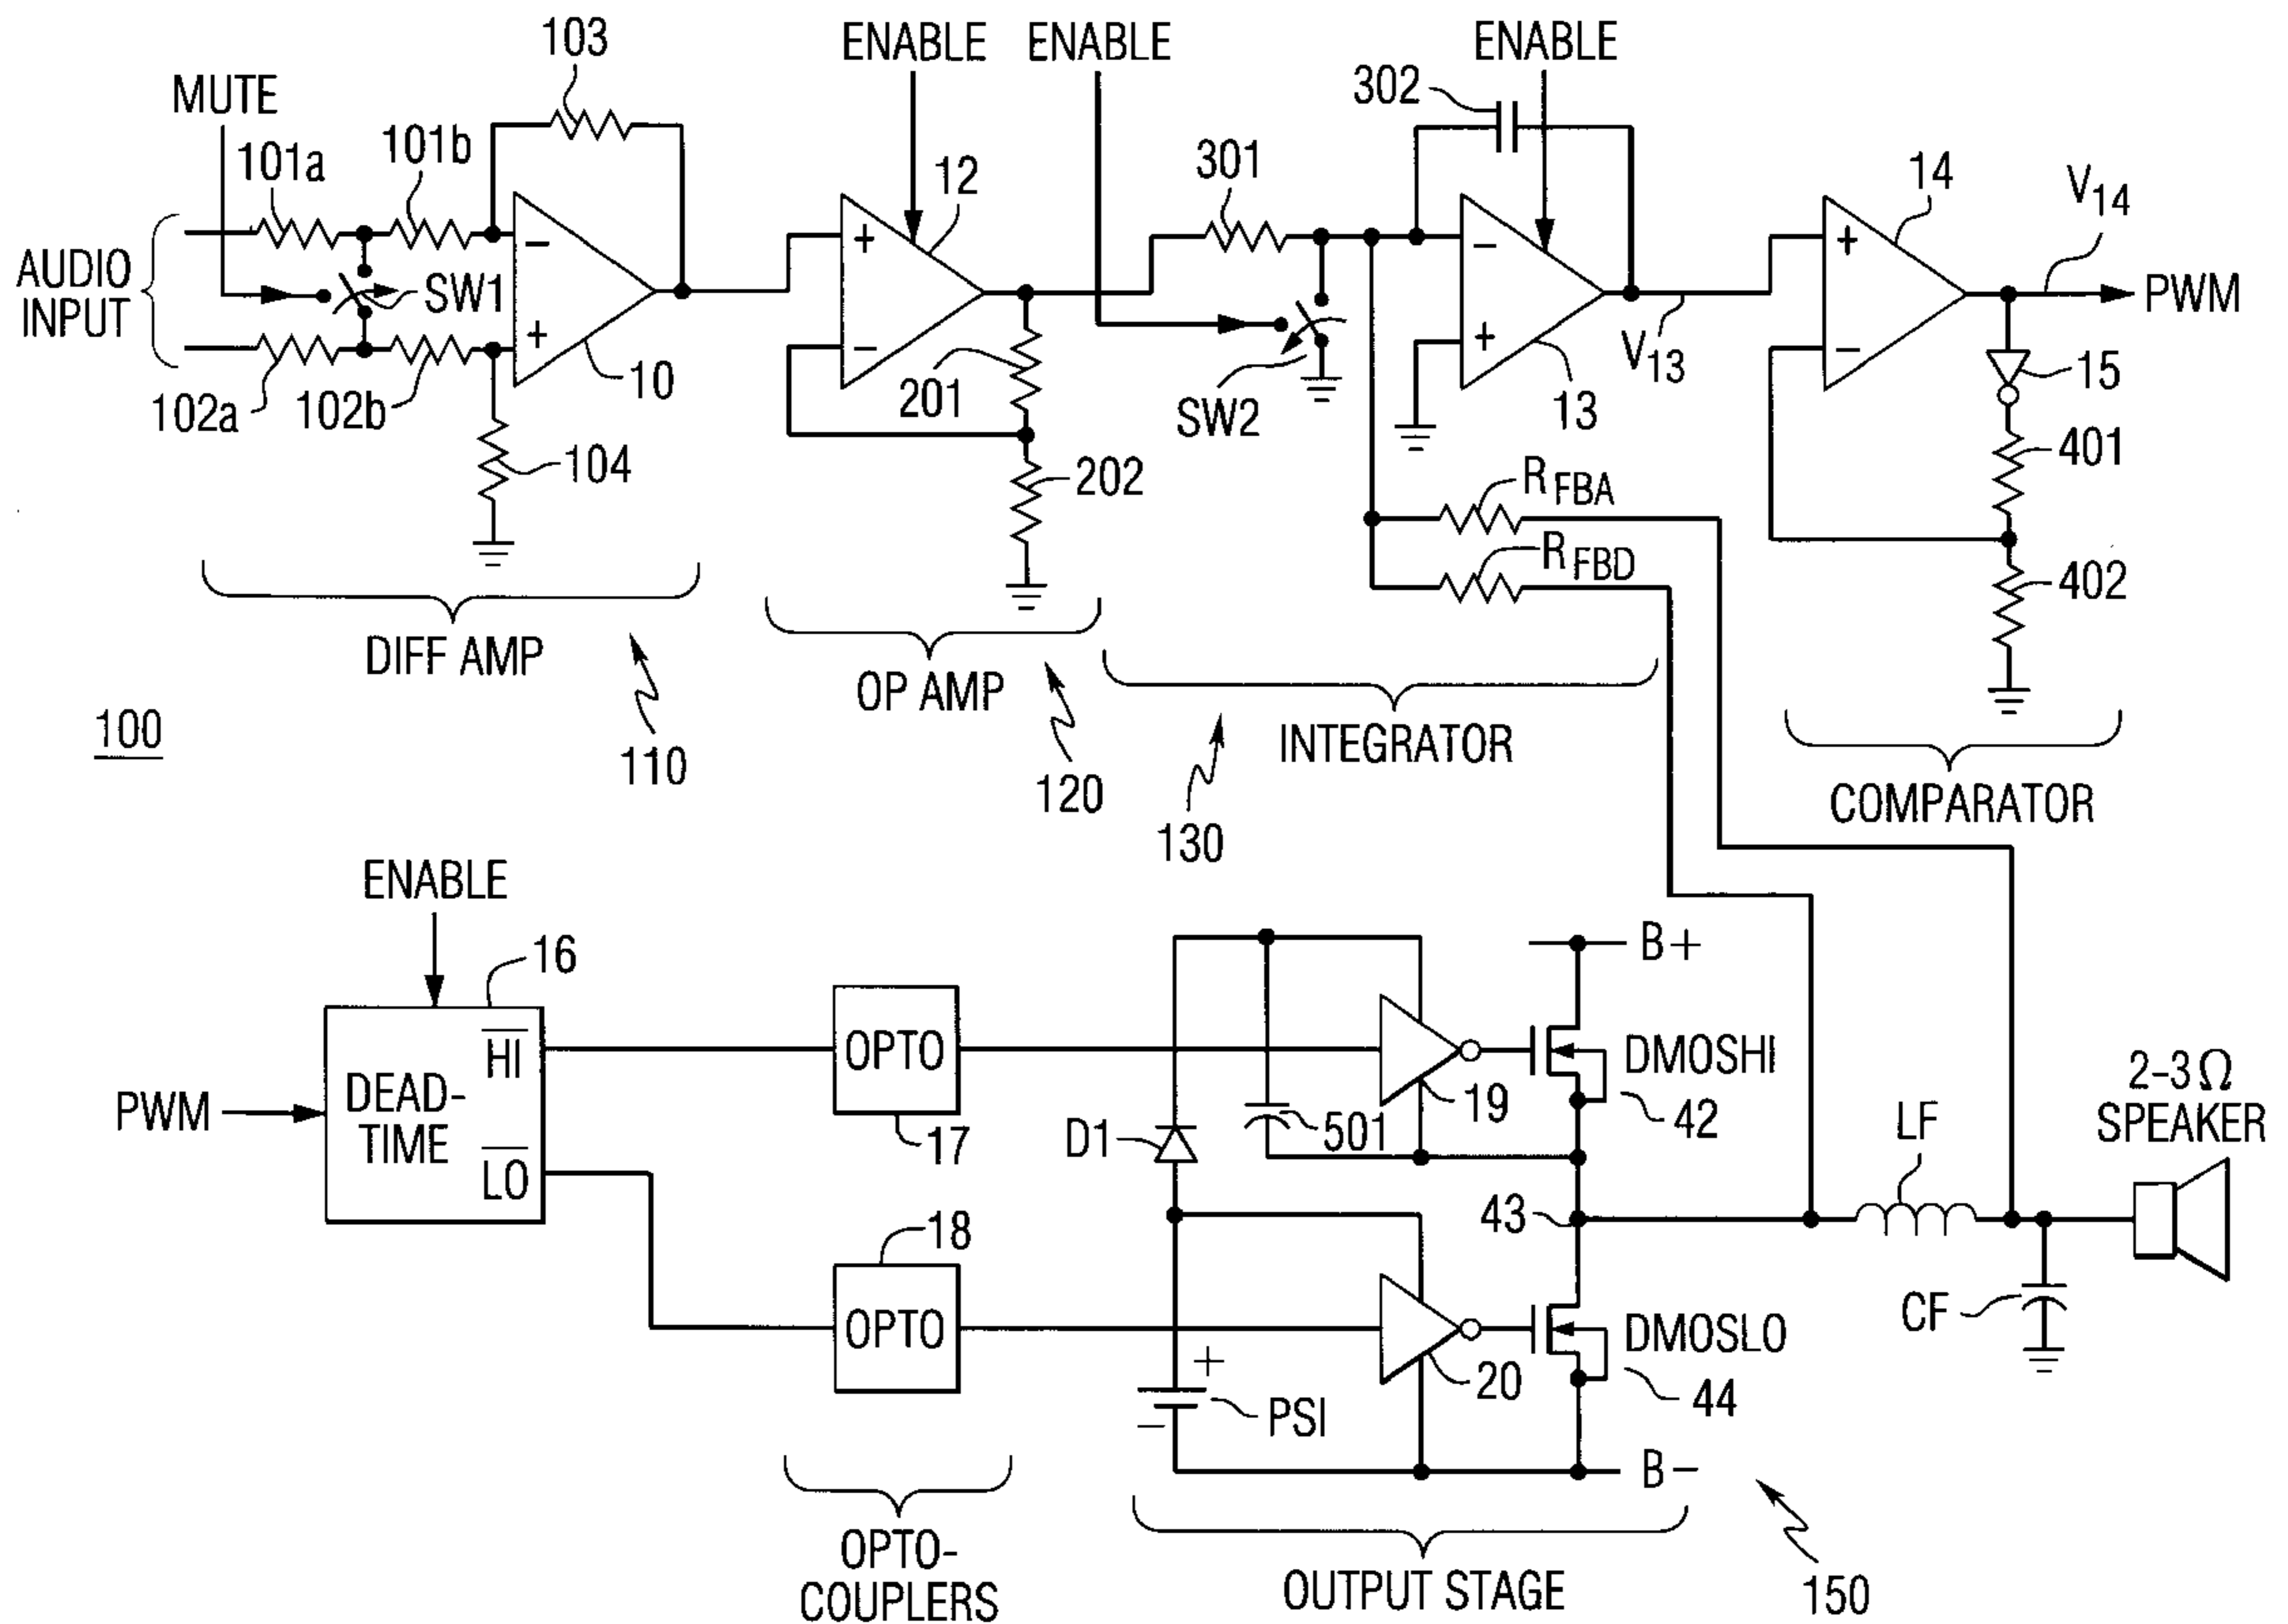 103
ENABLE
ENABLE
ENABLE
MUTE
302
101a
101b
12
301
14
V14
AUDIO
INPUT
SW1
−
+
10
+
−
−
+
13
V13
+
−
PWM
15
201
SW2
102a
102b
104
202
401
402
RFBA
RFBD
DIFF AMP
OP AMP
INTEGRATOR
COMPARATOR
100
110
120
130
ENABLE
16
B+
HI
OPTO
DMOSHI
PWM
DEAD-
TIME
19
42
2-3 Ω
SPEAKER
17
D1
501
LF
LO
18
43
OPTO
DMOSLO
CF
+
20
44
−
PSI
B−
OPTO-
COUPLERS
OUTPUT STAGE
150